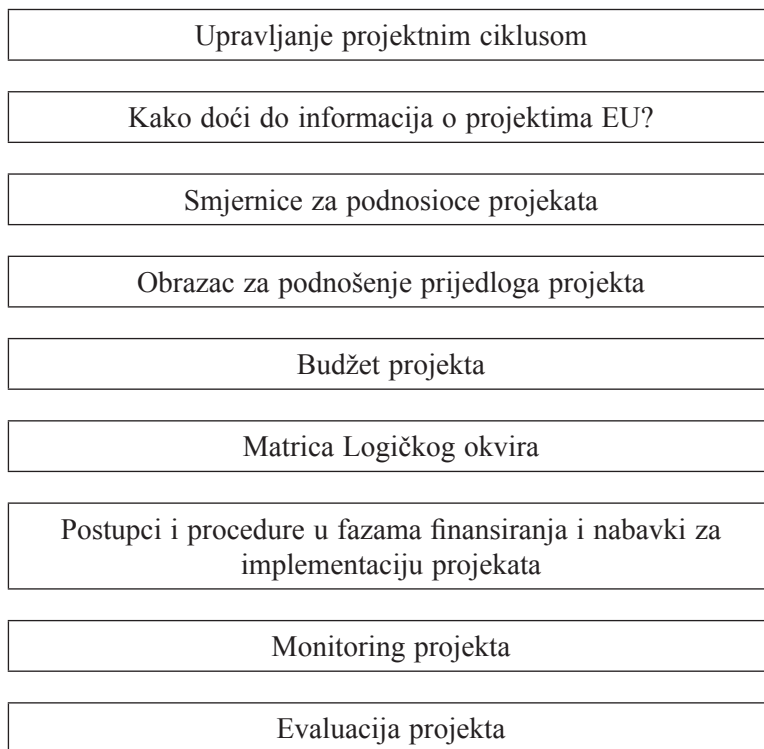 Upravljanje projektnim ciklusom
Kako doći do informacija o projektima EU?
Smjernice za podnosioce projekata
Obrazac za podnošenje prijedloga projekta
Budžet projekta
Matrica Logičkog okvira
Postupci i procedure u fazama finansiranja i nabavki za
implementaciju projekata
Monitoring projekta
Evaluacija projekta